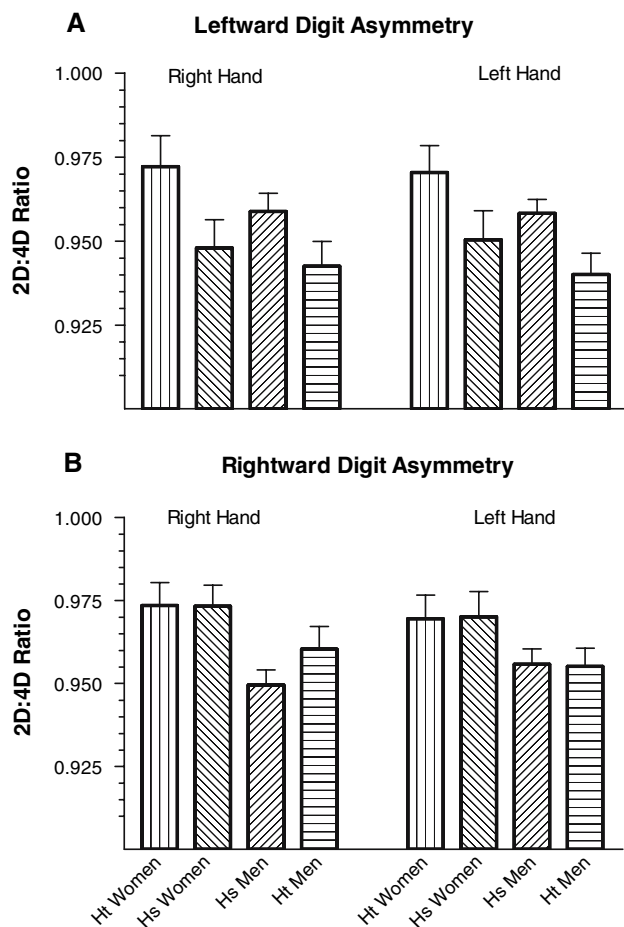 A Leftward Digit Asymmetry
Right Hand Left Hand
1.000
0.975
0.950
0.925
2D:4D Ratio
B Rightward Digit Asymmetry
Right Hand Left Hand
1.000
0.975
0.950
0.925
2D:4D Ratio
Ht Women Hs Women Hs Men Ht Men Ht Women Hs Women Hs Men Ht Men